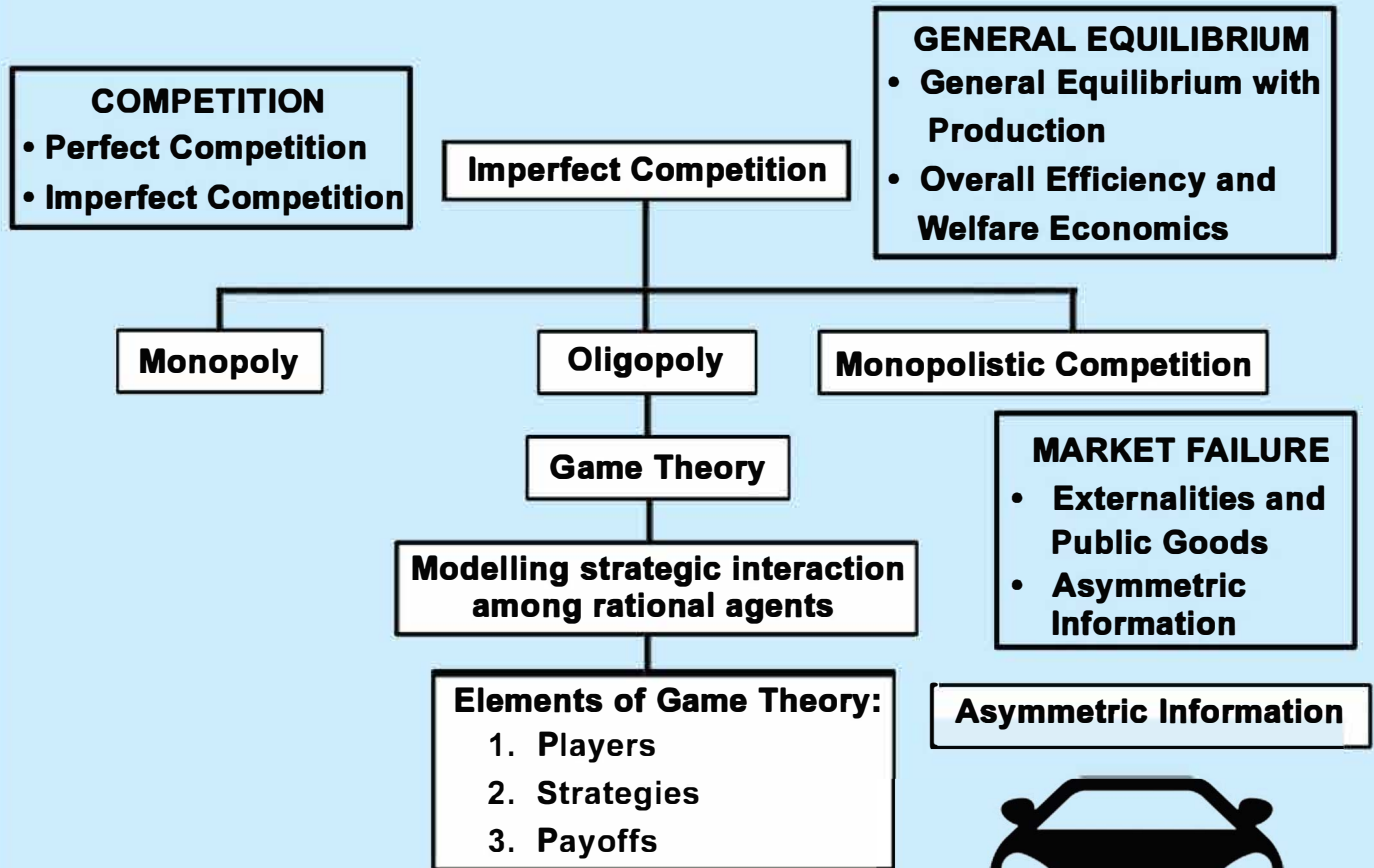 COMPETITION
• Perfect Competition
• Imperfect Competition
GENERAL EQUILIBRIUM
• General Equilibrium with
Production
• Overall Efficiency and
Welfare Economics
Imperfect Competition
Monopoly
Oligopoly
Monopolistic Competition
Game Theory
Modelling strategic interaction
among rational agents
Elements of Game Theory:
1. Players
2. Strategies
3. Payoffs
MARKET FAILURE
• Externalities and
Public Goods
• Asymmetric
Information
Asymmetric Information